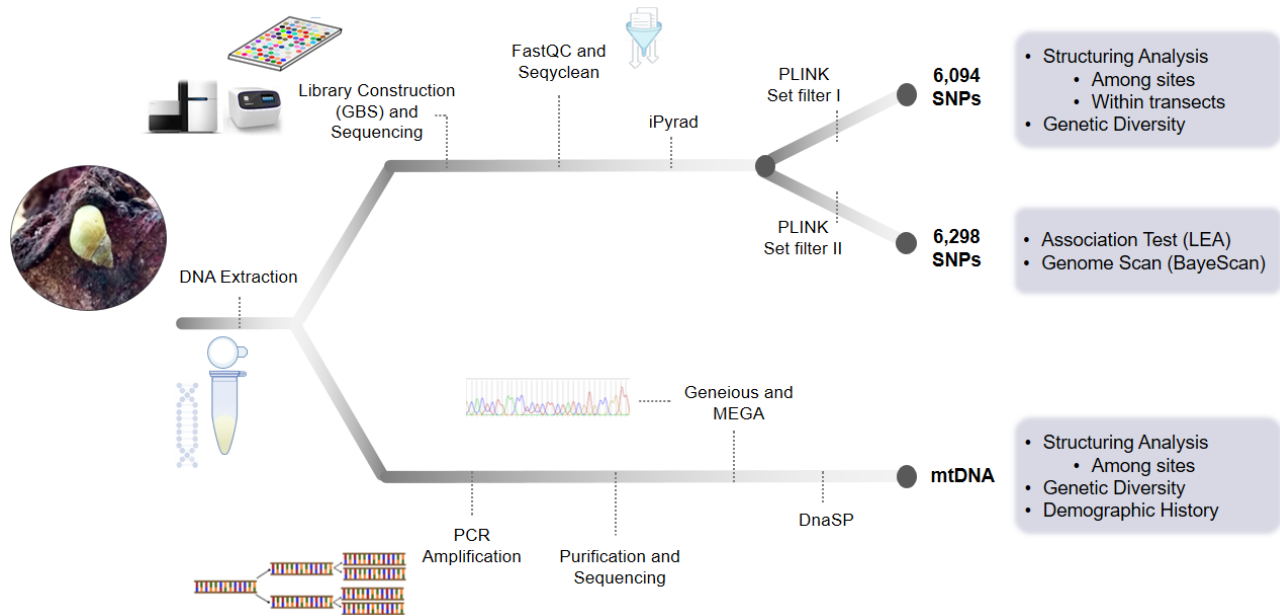 DNA Extraction
Library Construction
(GBS) and
Sequencing
FastQC and
Seqyclean
iPyrad
PLINK
Set filter I
6,094
SNPs
• Structuring Analysis
• Among sites
• Within transects
• Genetic Diversity
PLINK
Set filter II
6,298
SNPs
• Association Test (LEA)
• Genome Scan (BayeScan)
PCR
Amplification
Purification and
Sequencing
Geneious and
MEGA
DnaSP
mtDNA
• Structuring Analysis
• Among sites
• Genetic Diversity
• Demographic History